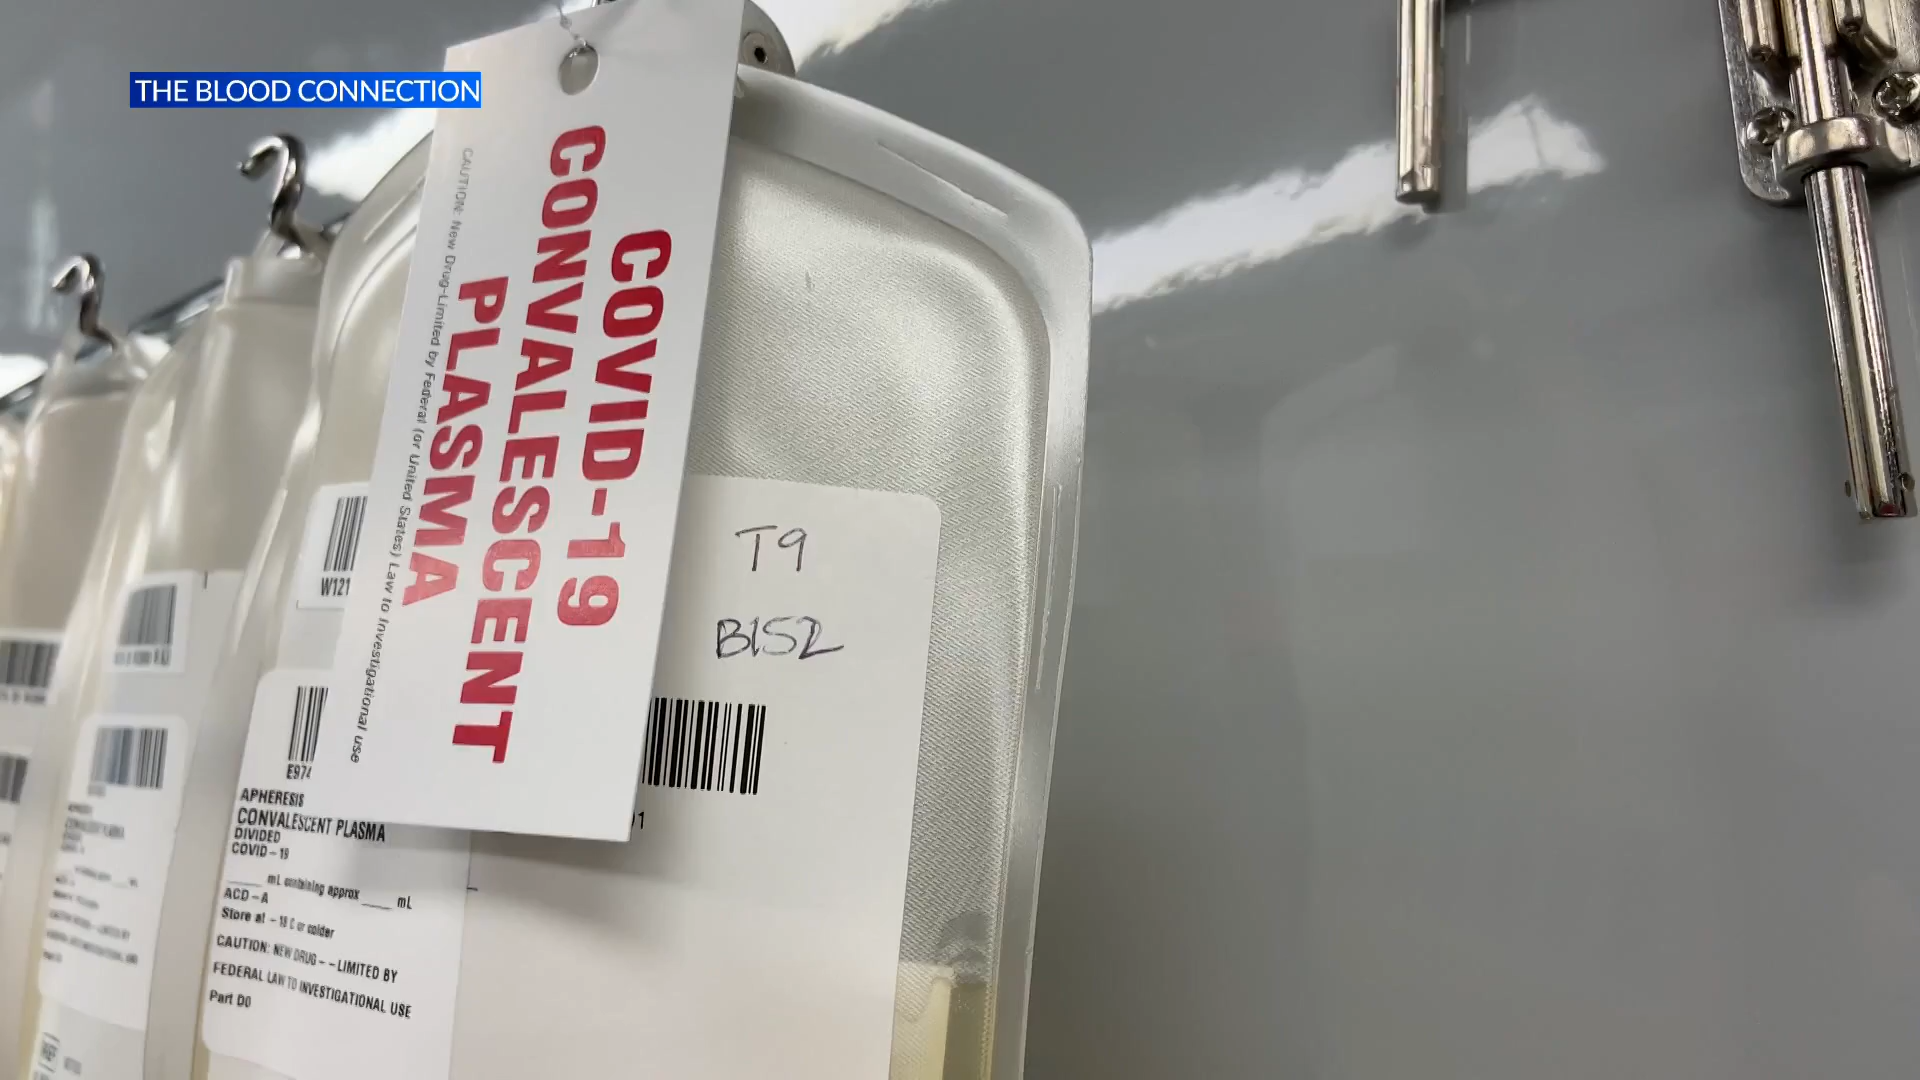 THE BLOOD CONNECTION
COVID-19
CONVALESCENT
PLASMA
CAUTION: New Drug-Limited by Federal (or United States) Law to Investigational use
T9
B152
W121
E974
APHERESIS
CONVALESCENT PLASMA
DIVIDED
COVID-19
____ mL containing approx ____ mL
ACD-A
Store at -18 C or colder
CAUTION: NEW DRUG--LIMITED BY
FEDERAL LAW TO INVESTIGATIONAL USE
Part D0